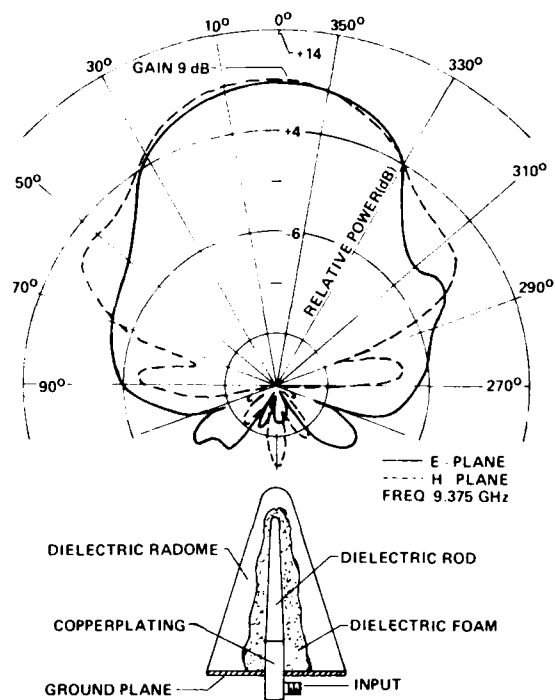 0°
10°
350°
+14
30°
330°
GAIN 9 dB
+4
50°
310°
RELATIVE POWER(dB)
-6
70°
290°
90°
270°
E-PLANE
H PLANE
FREQ 9.375 GHz
DIELECTRIC RADOME
DIELECTRIC ROD
COPPERPLATING
DIELECTRIC FOAM
GROUND PLANE
INPUT